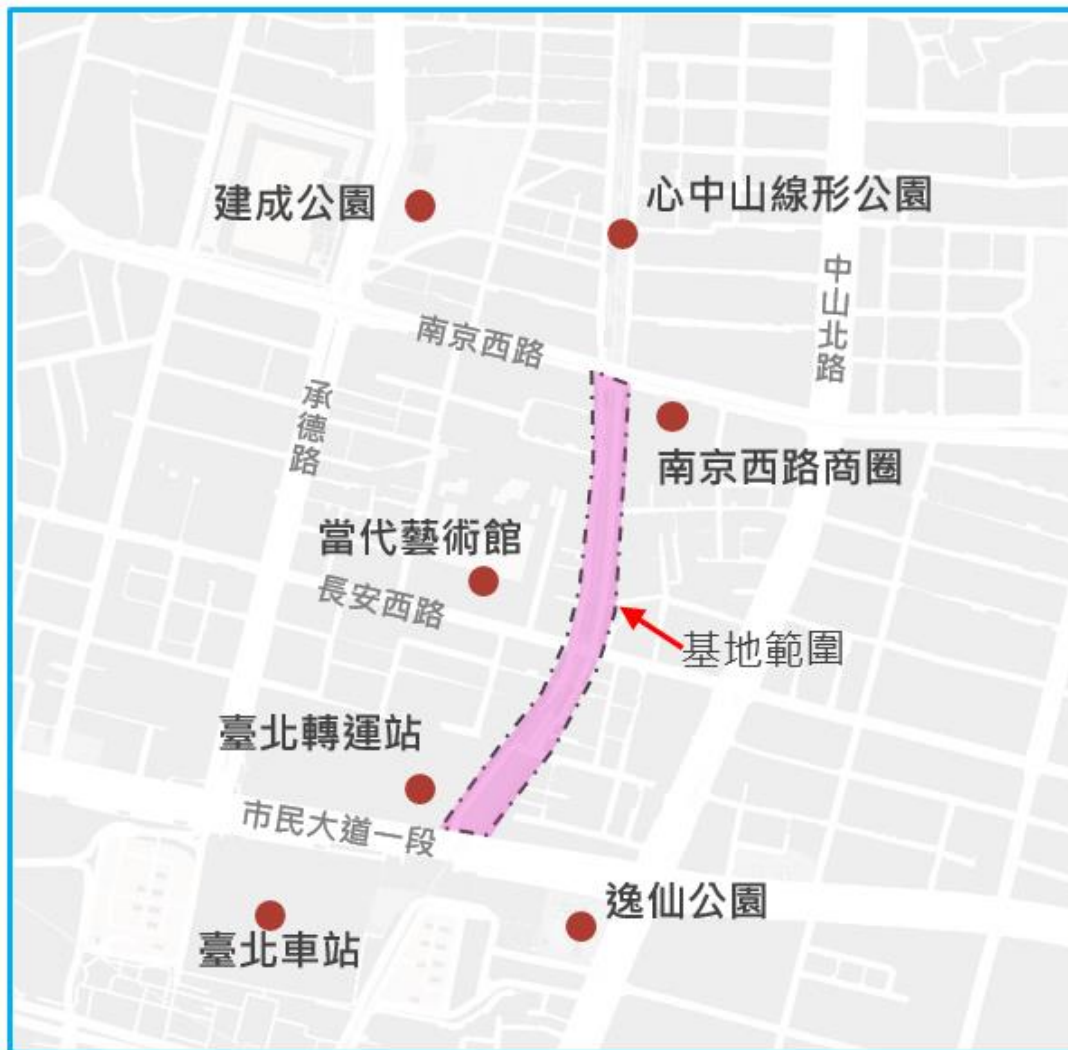 建成公園
心中山線形公園
中山北路
南京西路
承德路
南京西路商圈
當代藝術館
長安西路
基地範圍
臺北轉運站
市民大道一段
逸仙公園
臺北車站